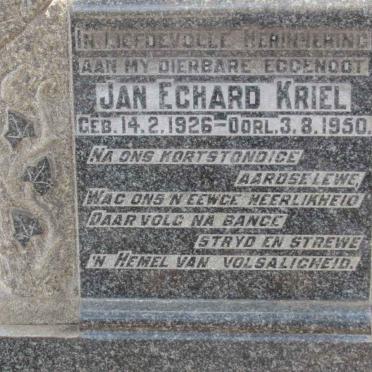 IN LIEFDEVOLLE HERINNERING
AAN MY DIERBARE EGGENOOT
JAN ECHARD KRIEL
GEB. 14.2.1926 - OORL. 3.8.1950.
NA ONS KORTSTONDIGE
AARDSE LEWE
WAG ONS 'N EEWGE HEERLIKHEID
DAAR VOLG NA BANGE
STRYD EN STREWE
'N HEMEL VAN VOLSALIGHEID.